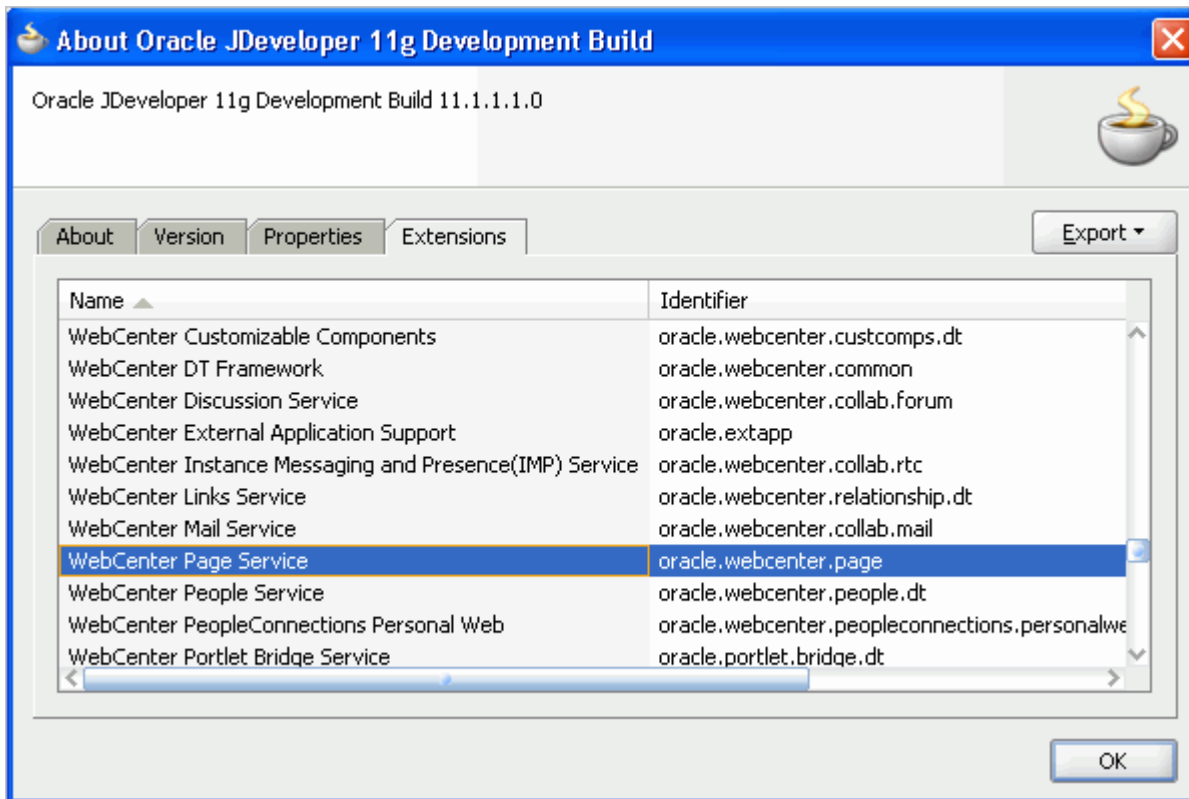 About Oracle JDeveloper 11g Development Build
Oracle JDeveloper 11g Development Build 11.1.1.1.0
About Version Properties Extensions Export
Name Identifier
WebCenter Customizable Components oracle.webcenter.custcomps.dt
WebCenter DT Framework oracle.webcenter.common
WebCenter Discussion Service oracle.webcenter.collab.forum
WebCenter External Application Support oracle.extapp
WebCenter Instance Messaging and Presence(IMP) Service oracle.webcenter.collab.rtc
WebCenter Links Service oracle.webcenter.relationship.dt
WebCenter Mail Service oracle.webcenter.collab.mail
WebCenter Page Service oracle.webcenter.page
WebCenter People Service oracle.webcenter.people.dt
WebCenter PeopleConnections Personal Web oracle.webcenter.peopleconnections.personalwe
WebCenter Portlet Bridge Service oracle.portlet.bridge.dt
OK